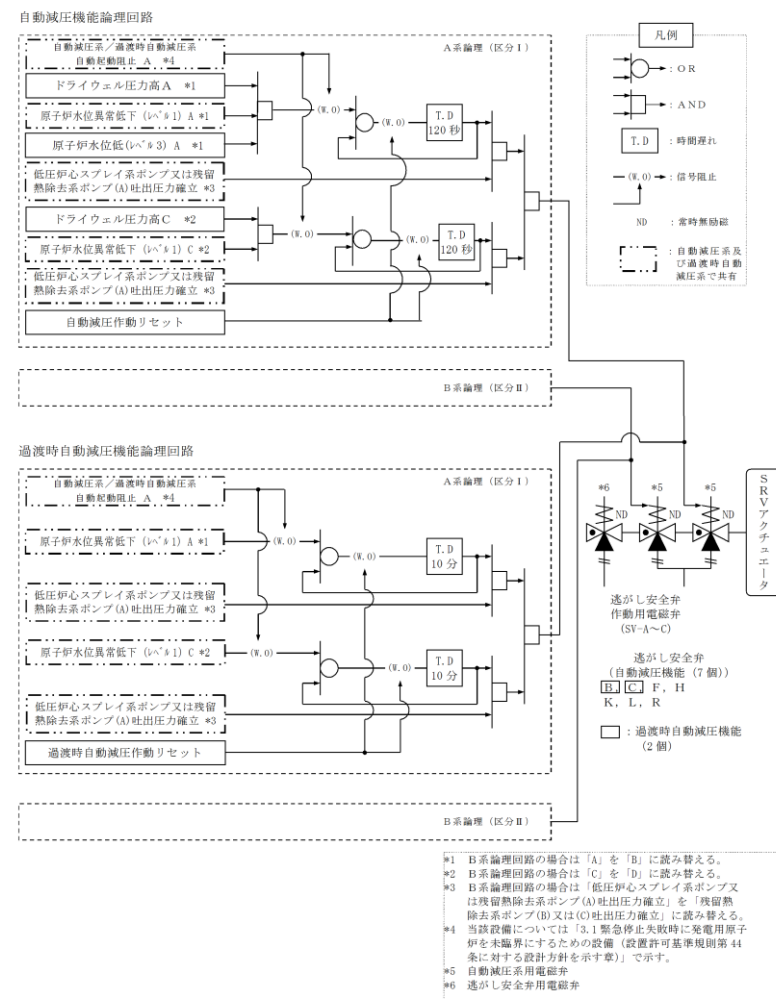 自動減圧機能論理回路
A系論理（区分Ⅰ）
自動減圧系／過渡時自動減圧系
自動起動阻止 A *4
ドライウェル圧力高A *1
原子炉水位異常低下（ﾚﾍﾞﾙ1）A *1
原子炉水位低(ﾚﾍﾞﾙ3) A *1
低圧炉心スプレイ系ポンプ又は残留
熱除去系ポンプ(A)吐出圧力確立 *3
ドライウェル圧力高C *2
原子炉水位異常低下（ﾚﾍﾞﾙ1）C *2
低圧炉心スプレイ系ポンプ又は残留
熱除去系ポンプ(A)吐出圧力確立 *3
自動減圧作動リセット
(W.O)
(W.O)
T.D
120秒
(W.O)
(W.O)
T.D
120秒
B系論理（区分Ⅱ）
凡例
：OR
：AND
T.D ：時間遅れ
(W.O) ：信号阻止
ND ：常時無励磁
：自動減圧系及
び過渡時自動
減圧系で共有
過渡時自動減圧機能論理回路
A系論理（区分Ⅰ）
自動減圧系／過渡時自動減圧系
自動起動阻止 A *4
原子炉水位異常低下（ﾚﾍﾞﾙ1）A *1
低圧炉心スプレイ系ポンプ又は残留
熱除去系ポンプ(A)吐出圧力確立 *3
原子炉水位異常低下（ﾚﾍﾞﾙ1）C *2
低圧炉心スプレイ系ポンプ又は残留
熱除去系ポンプ(A)吐出圧力確立 *3
過渡時自動減圧作動リセット
(W.O)
(W.O)
T.D
10分
(W.O)
(W.O)
T.D
10分
B系論理（区分Ⅱ）
*6 *5 *5
ND ND ND
SRVアクチュエータ
逃がし安全弁
作動用電磁弁
(SV-A～C)
逃がし安全弁
(自動減圧機能（7個）)
B, C, F, H
K, L, R
：過渡時自動減圧機能
（2個）
*1 B系論理回路の場合は「A」を「B」に読み替える。
*2 B系論理回路の場合は「C」を「D」に読み替える。
*3 B系論理回路の場合は「低圧炉心スプレイ系ポンプ又
は残留熱除去系ポンプ(A)吐出圧力確立」を「残留熱
除去系ポンプ(B)又は(C)吐出圧力確立」に読み替える。
*4 当該設備については「3.1 緊急停止失敗時に発電用原子
炉を未臨界にするための設備（設置許可基準規則第44
条に対する設計方針を示す章）」で示す。
*5 自動減圧系用電磁弁
*6 逃がし安全弁用電磁弁